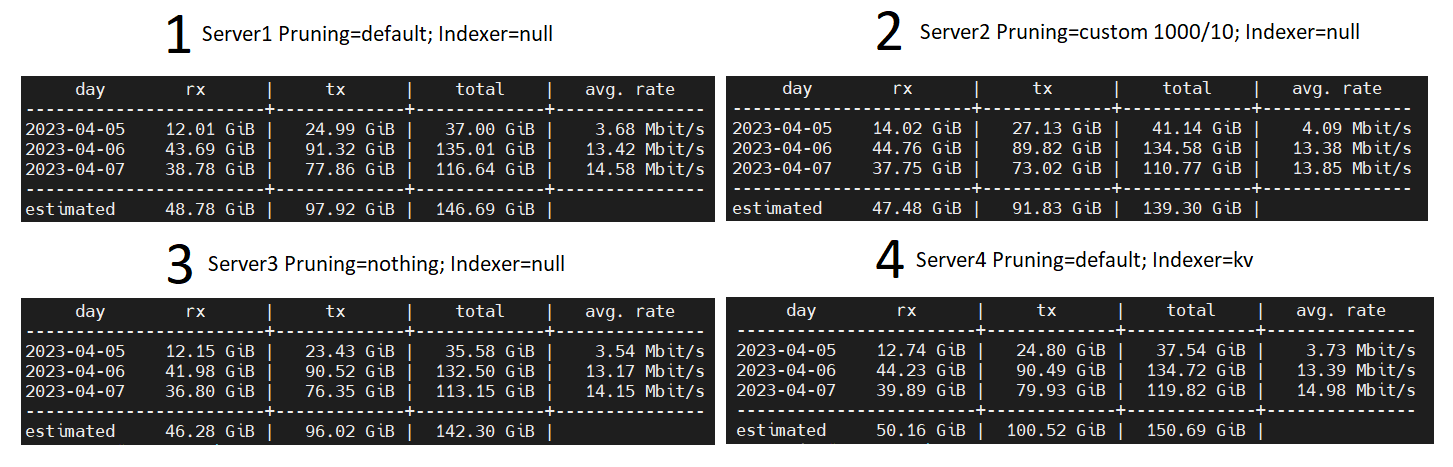 1 Server1 Pruning=default; Indexer=null
day rx | tx | total | avg. rate
------------------------+--------------+--------------+---------------
2023-04-05 12.01 GiB | 24.99 GiB | 37.00 GiB | 3.68 Mbit/s
2023-04-06 43.69 GiB | 91.32 GiB | 135.01 GiB | 13.42 Mbit/s
2023-04-07 38.78 GiB | 77.86 GiB | 116.64 GiB | 14.58 Mbit/s
------------------------+--------------+--------------+---------------
estimated 48.78 GiB | 97.92 GiB | 146.69 GiB |
2 Server2 Pruning=custom 1000/10; Indexer=null
day rx | tx | total | avg. rate
------------------------+--------------+--------------+---------------
2023-04-05 14.02 GiB | 27.13 GiB | 41.14 GiB | 4.09 Mbit/s
2023-04-06 44.76 GiB | 89.82 GiB | 134.58 GiB | 13.38 Mbit/s
2023-04-07 37.75 GiB | 73.02 GiB | 110.77 GiB | 13.85 Mbit/s
------------------------+--------------+--------------+---------------
estimated 47.48 GiB | 91.83 GiB | 139.30 GiB |
3 Server3 Pruning=nothing; Indexer=null
day rx | tx | total | avg. rate
------------------------+--------------+--------------+---------------
2023-04-05 12.15 GiB | 23.43 GiB | 35.58 GiB | 3.54 Mbit/s
2023-04-06 41.98 GiB | 90.52 GiB | 132.50 GiB | 13.17 Mbit/s
2023-04-07 36.80 GiB | 76.35 GiB | 113.15 GiB | 14.15 Mbit/s
------------------------+--------------+--------------+---------------
estimated 46.28 GiB | 96.02 GiB | 142.30 GiB |
4 Server4 Pruning=default; Indexer=kv
day rx | tx | total | avg. rate
------------------------+--------------+--------------+---------------
2023-04-05 12.74 GiB | 24.80 GiB | 37.54 GiB | 3.73 Mbit/s
2023-04-06 44.23 GiB | 90.49 GiB | 134.72 GiB | 13.39 Mbit/s
2023-04-07 39.89 GiB | 79.93 GiB | 119.82 GiB | 14.98 Mbit/s
------------------------+--------------+--------------+---------------
estimated 50.16 GiB | 100.52 GiB | 150.69 GiB |